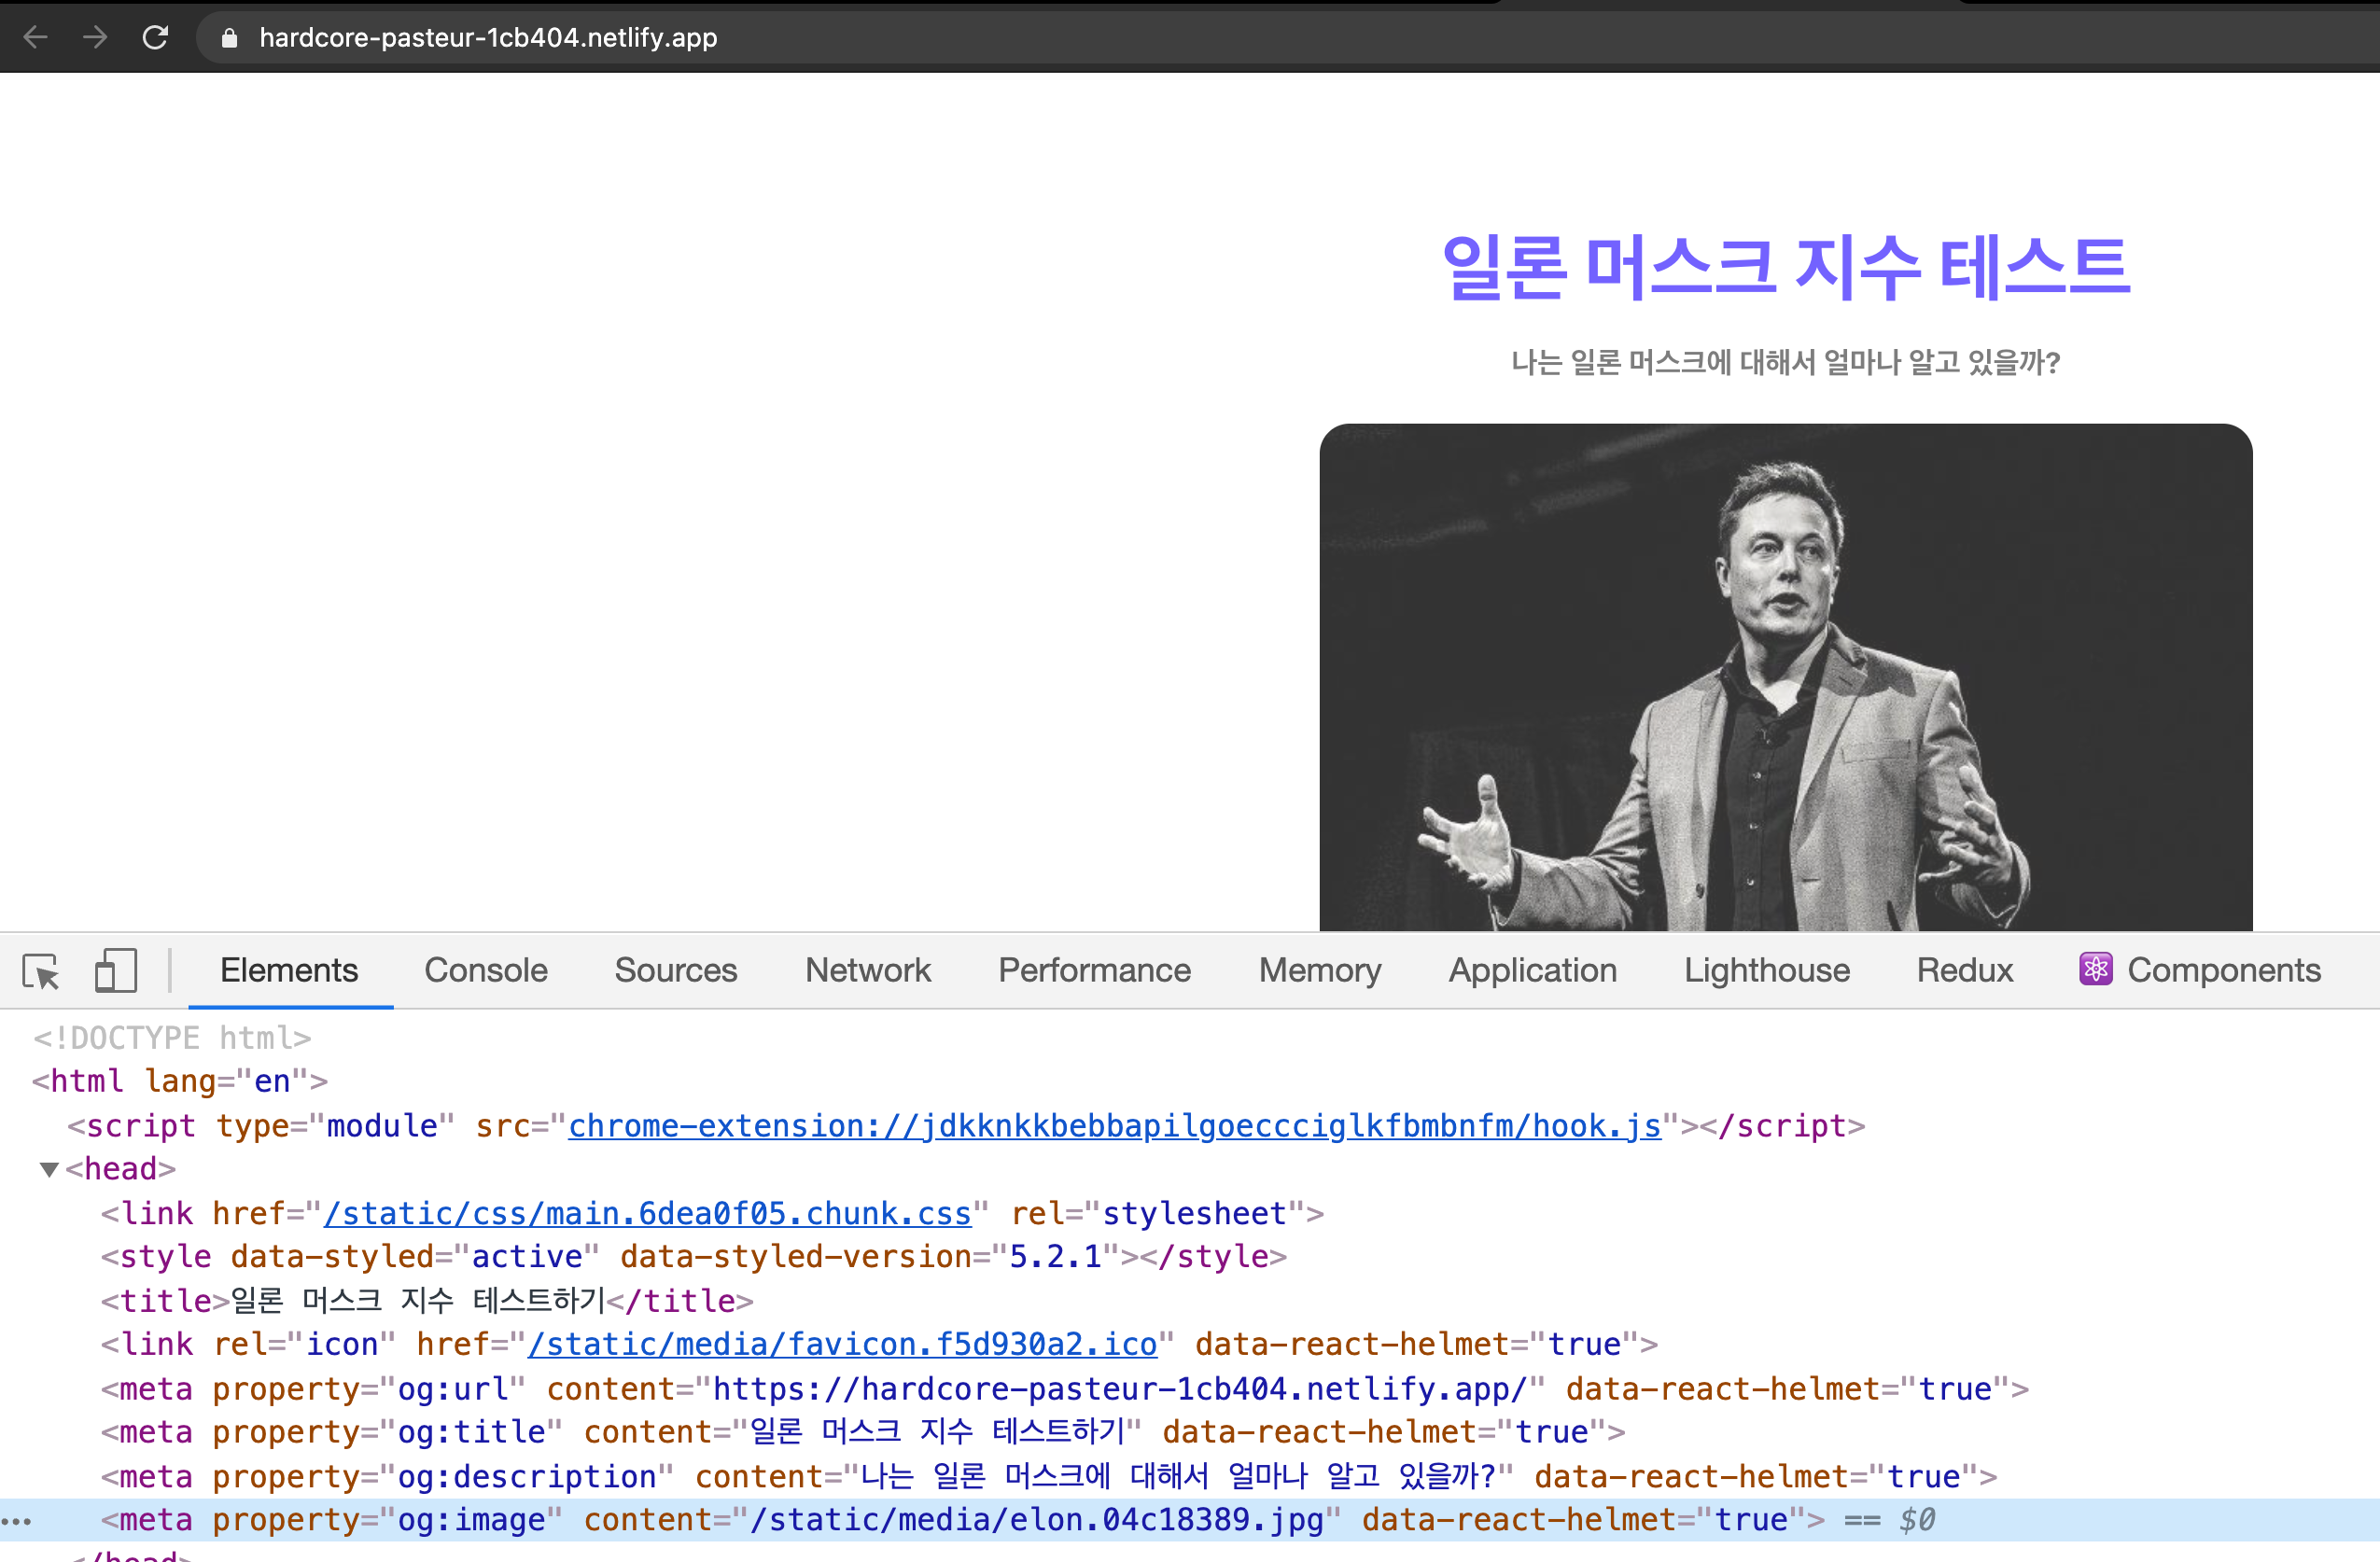 hardcore-pasteur-1cb404.netlify.app
일론 머스크 지수 테스트
나는 일론 머스크에 대해서 얼마나 알고 있을까?
Elements Console Sources Network Performance Memory Application Lighthouse Redux Components
<!DOCTYPE html>
<html lang="en">
<script type="module" src="chrome-extension://jdkknkkbebbapilgoeccciglkfbmbnfm/hook.js"></script>
<head>
<link href="/static/css/main.6dea0f05.chunk.css" rel="stylesheet">
<style data-styled="active" data-styled-version="5.2.1"></style>
<title>일론 머스크 지수 테스트하기</title>
<link rel="icon" href="/static/media/favicon.f5d930a2.ico" data-react-helmet="true">
<meta property="og:url" content="https://hardcore-pasteur-1cb404.netlify.app/" data-react-helmet="true">
<meta property="og:title" content="일론 머스크 지수 테스트하기" data-react-helmet="true">
<meta property="og:description" content="나는 일론 머스크에 대해서 얼마나 알고 있을까?" data-react-helmet="true">
<meta property="og:image" content="/static/media/elon.04c18389.jpg" data-react-helmet="true"> == $0
</head>